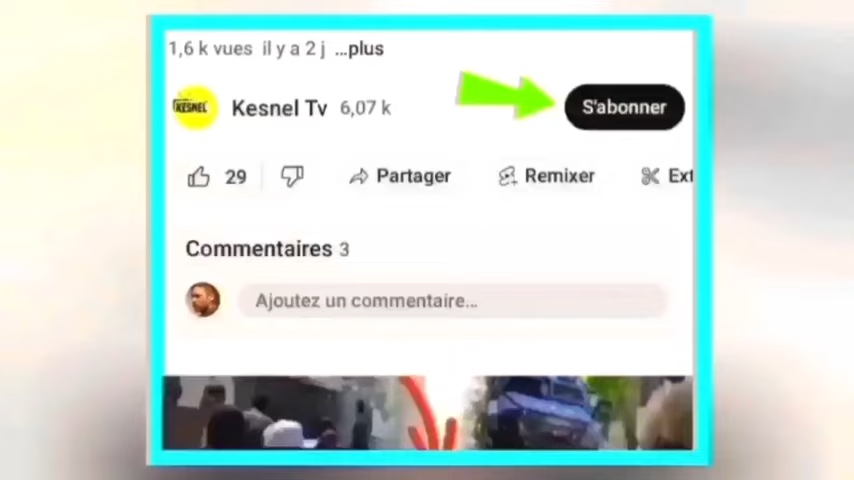 1,6 k vues il y a 2 j ...plus
KESNEL
Kesnel Tv 6,07 k
S'abonner
29
Partager
Remixer
Ext
Commentaires 3
Ajoutez un commentaire...